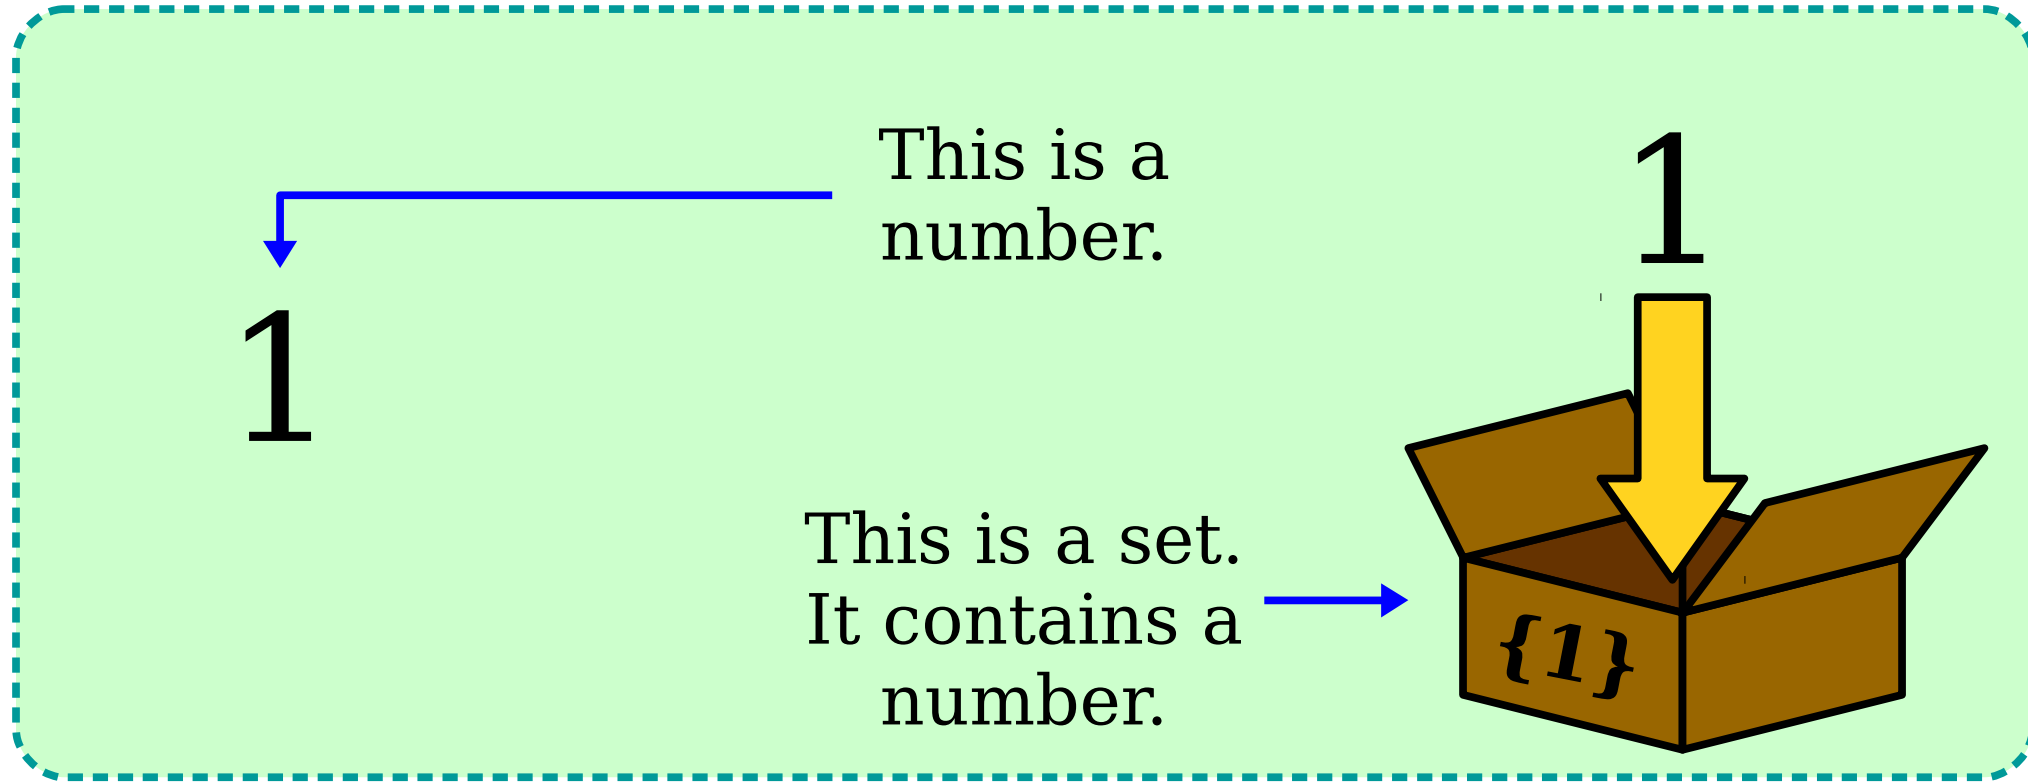 This is a
number.
1
1
This is a set.
It contains a
number.
{1}